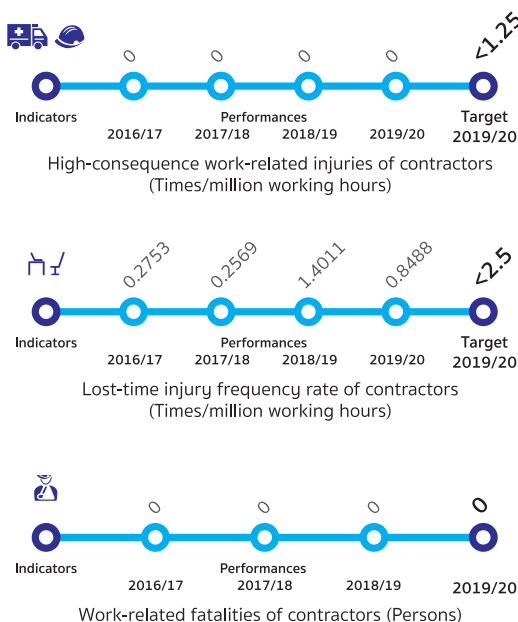 0 0 0 0 <1.25
Indicators Performances Target
2016/17 2017/18 2018/19 2019/20 2019/20
High-consequence work-related injuries of contractors
(Times/million working hours)
0.2753 0.2569 1.4011 0.8488 <2.5
Indicators Performances Target
2016/17 2017/18 2018/19 2019/20 2019/20
Lost-time injury frequency rate of contractors
(Times/million working hours)
0 0 0 0
Indicators Performances
2016/17 2017/18 2018/19 2019/20
Work-related fatalities of contractors (Persons)